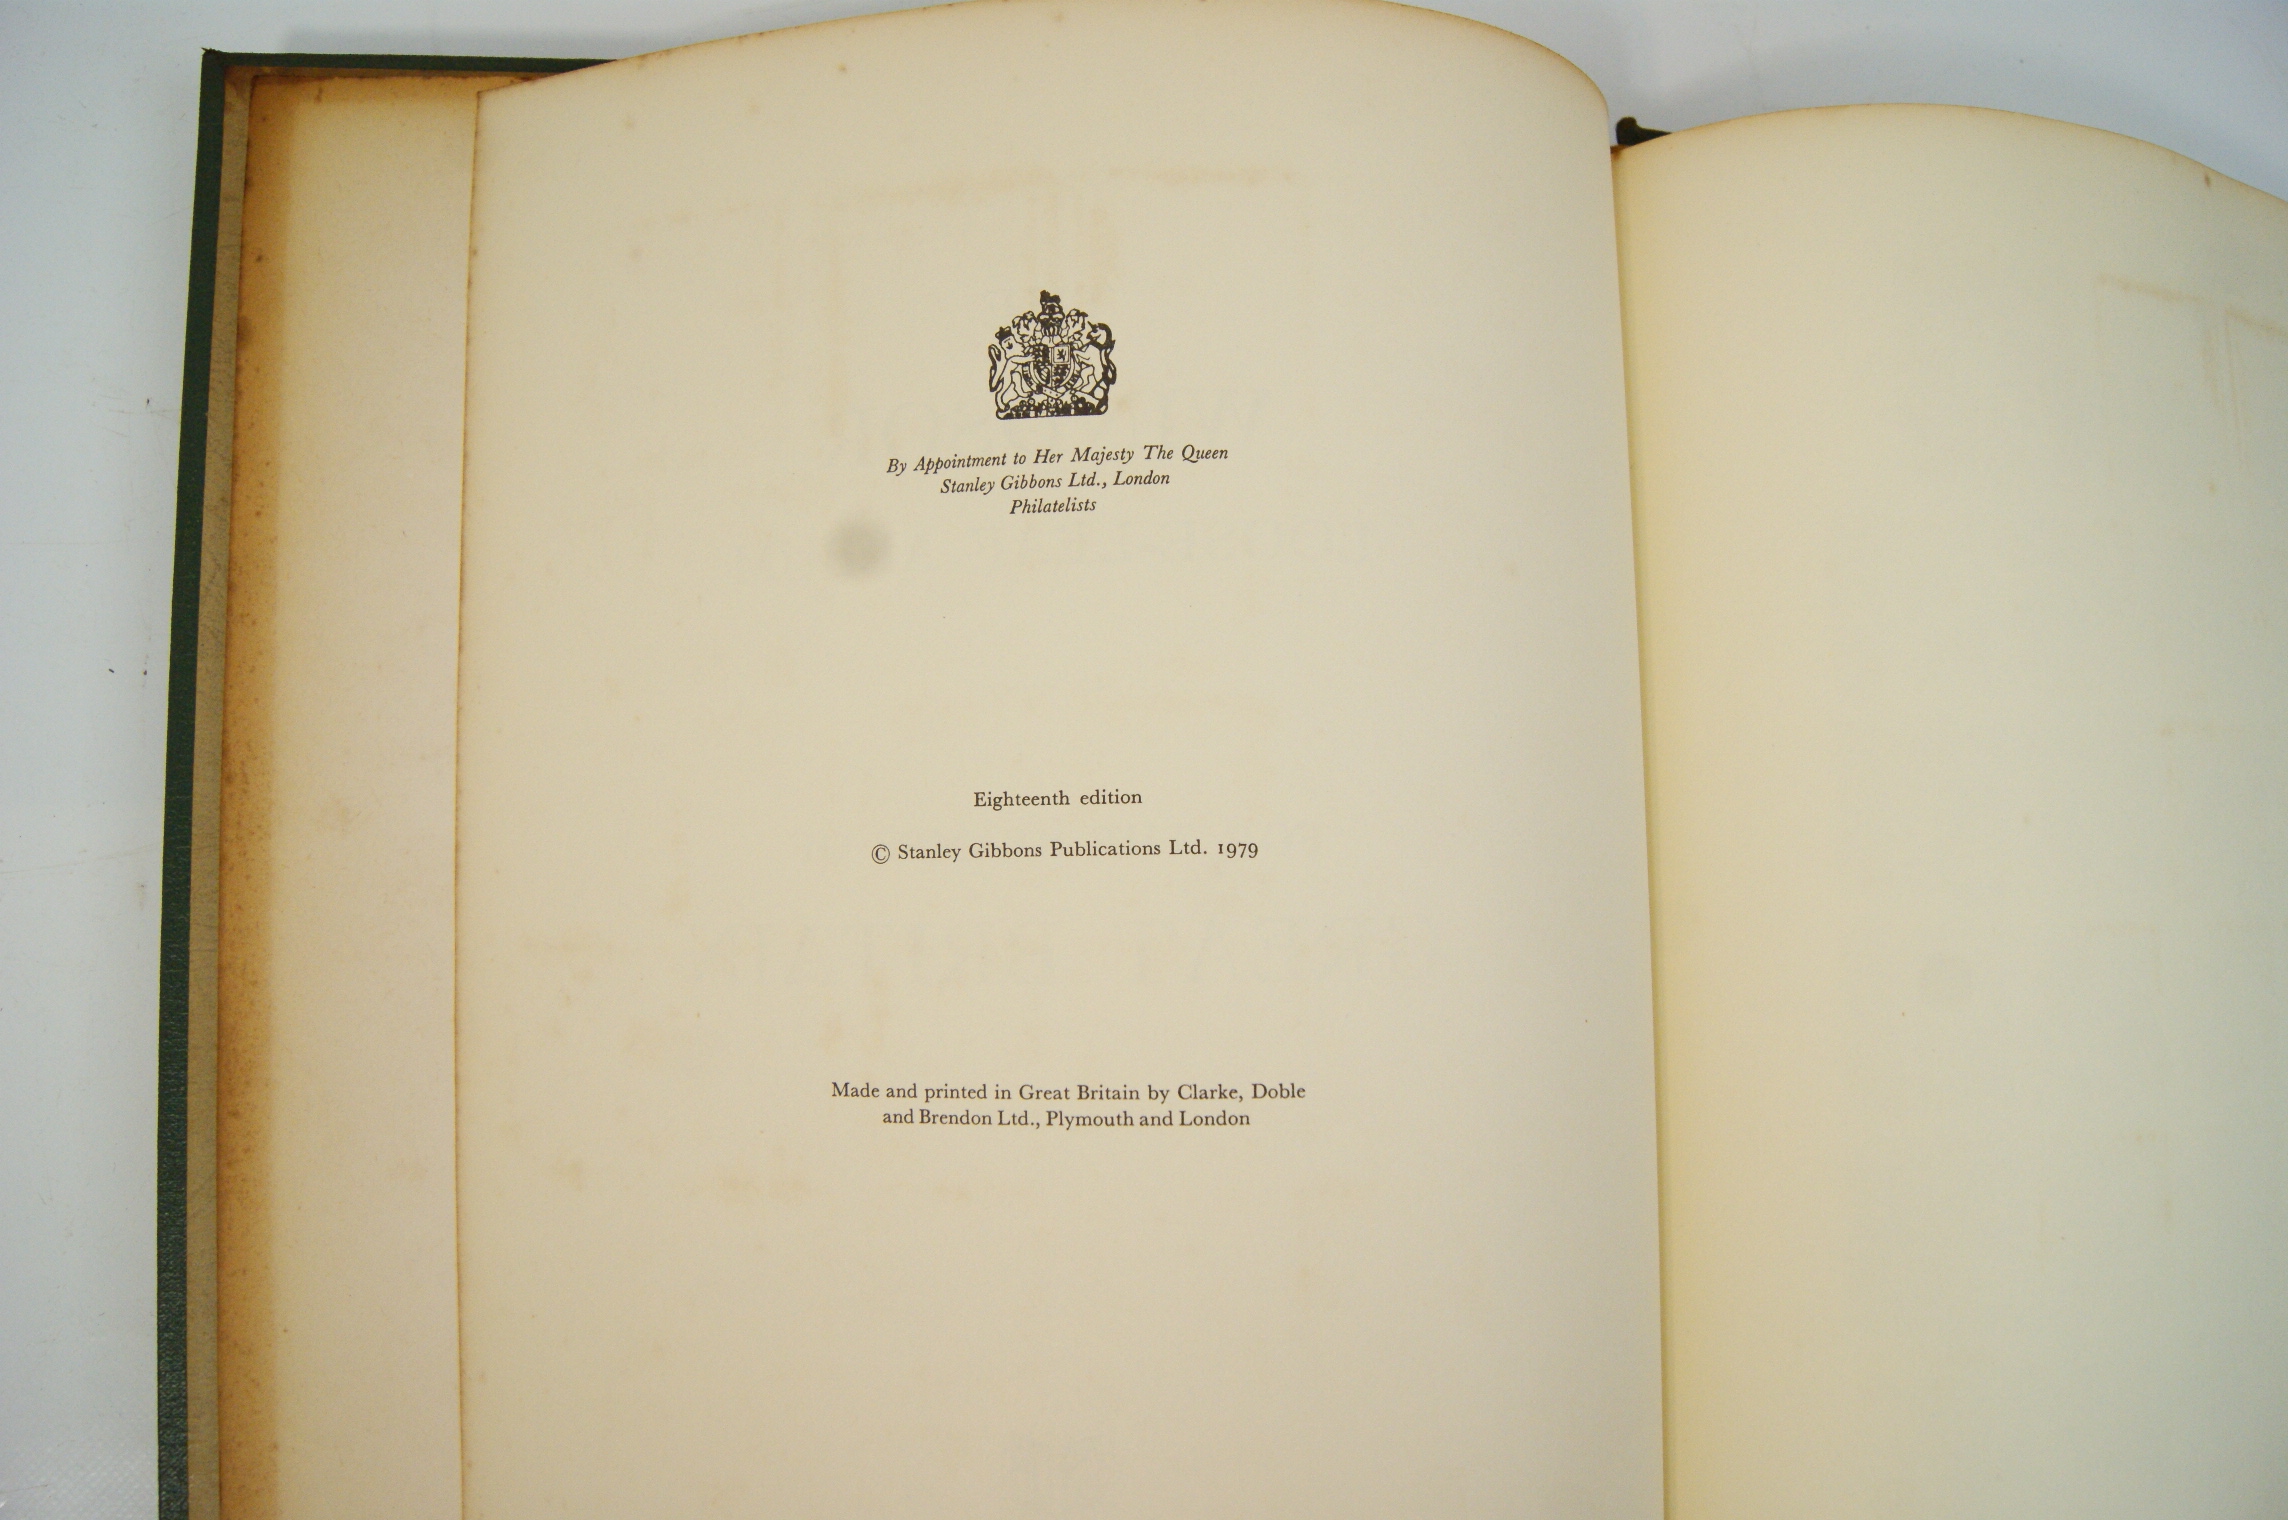 By Appointment to Her Majesty The Queen
Stanley Gibbons Ltd., London
Philatelists
Eighteenth edition
© Stanley Gibbons Publications Ltd. 1979
Made and printed in Great Britain by Clarke, Doble
and Brendon Ltd., Plymouth and London